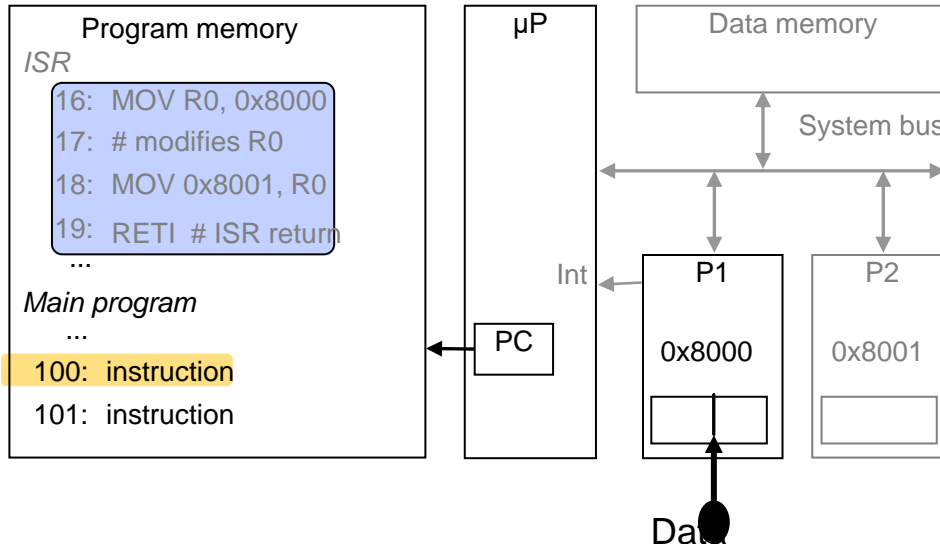 Program memory
ISR
16: MOV R0, 0x8000
17: # modifies R0
18: MOV 0x8001, R0
19: RETI # ISR return
...
Main program
...
100: instruction
101: instruction
µP
Int
PC
Data memory
System bus
P1
0x8000
P2
0x8001
Data